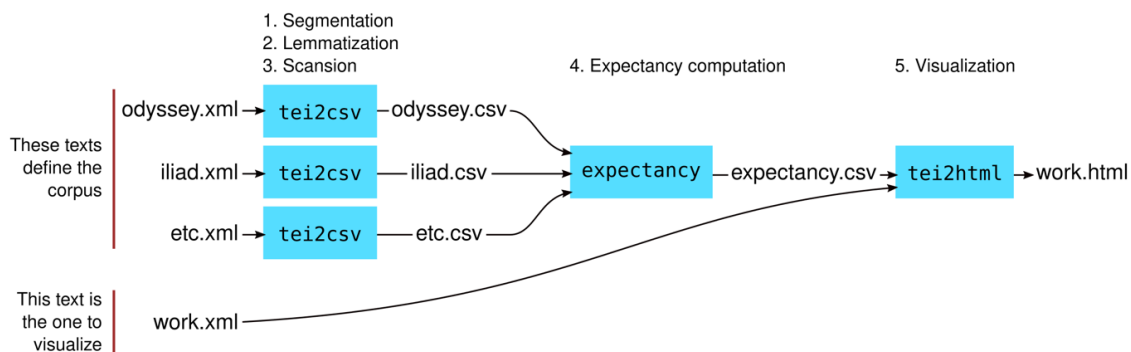 1. Segmentation
2. Lemmatization
3. Scansion
4. Expectancy computation
5. Visualization
These texts
define the
corpus
odyssey.xml
tei2csv
odyssey.csv
iliad.xml
tei2csv
iliad.csv
etc.xml
tei2csv
etc.csv
expectancy
expectancy.csv
tei2html
work.html
This text is
the one to
visualize
work.xml